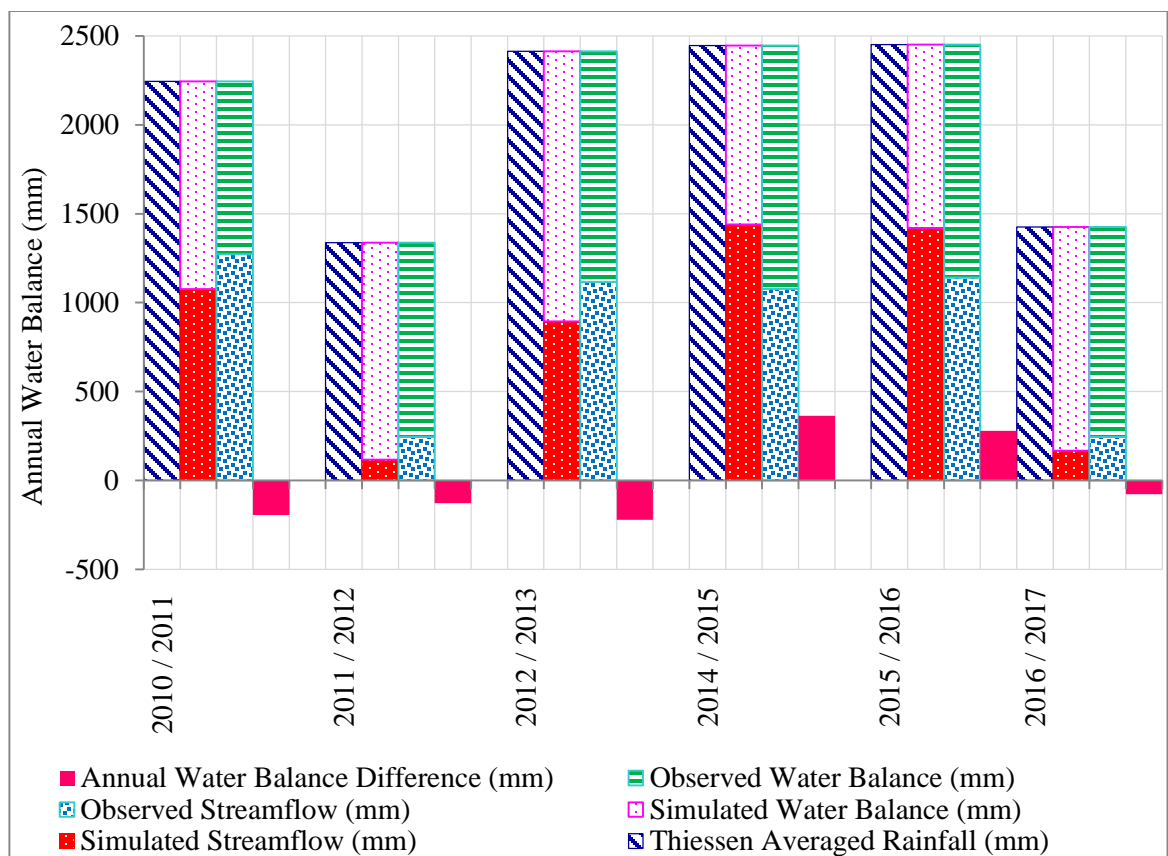 Annual Water Balance (mm)
2500
2000
1500
1000
500
0
-500
2010 / 2011
2011 / 2012
2012 / 2013
2014 / 2015
2015 / 2016
2016 / 2017
Annual Water Balance Difference (mm)
Observed Water Balance (mm)
Observed Streamflow (mm)
Simulated Water Balance (mm)
Simulated Streamflow (mm)
Thiessen Averaged Rainfall (mm)